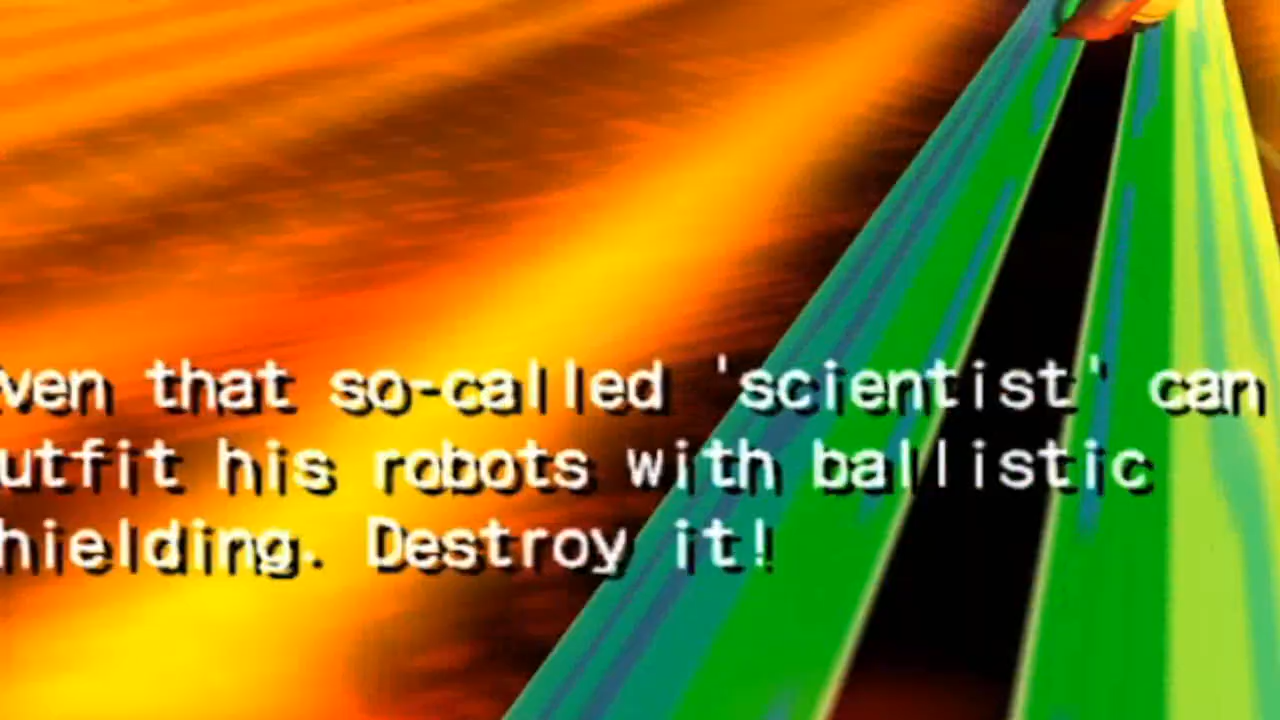 ven that so-called 'scientist' can
utfit his robots with ballistic
hielding. Destroy it!